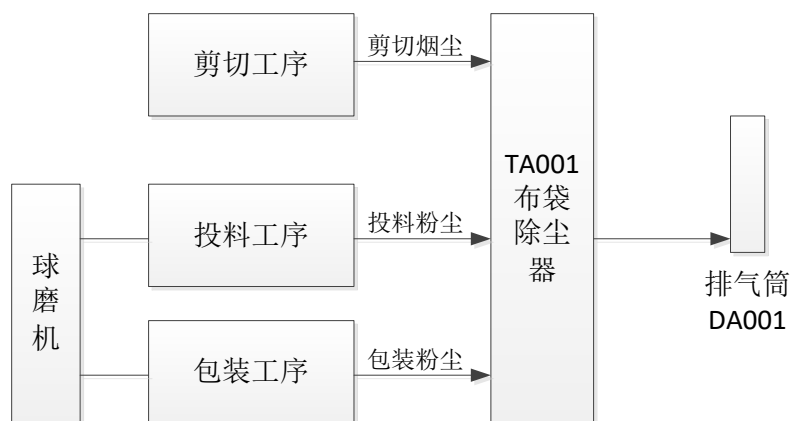 剪切工序
剪切烟尘
TA001
布袋
除尘
器
球
磨
机
投料工序
投料粉尘
包装工序
包装粉尘
排气筒
DA001